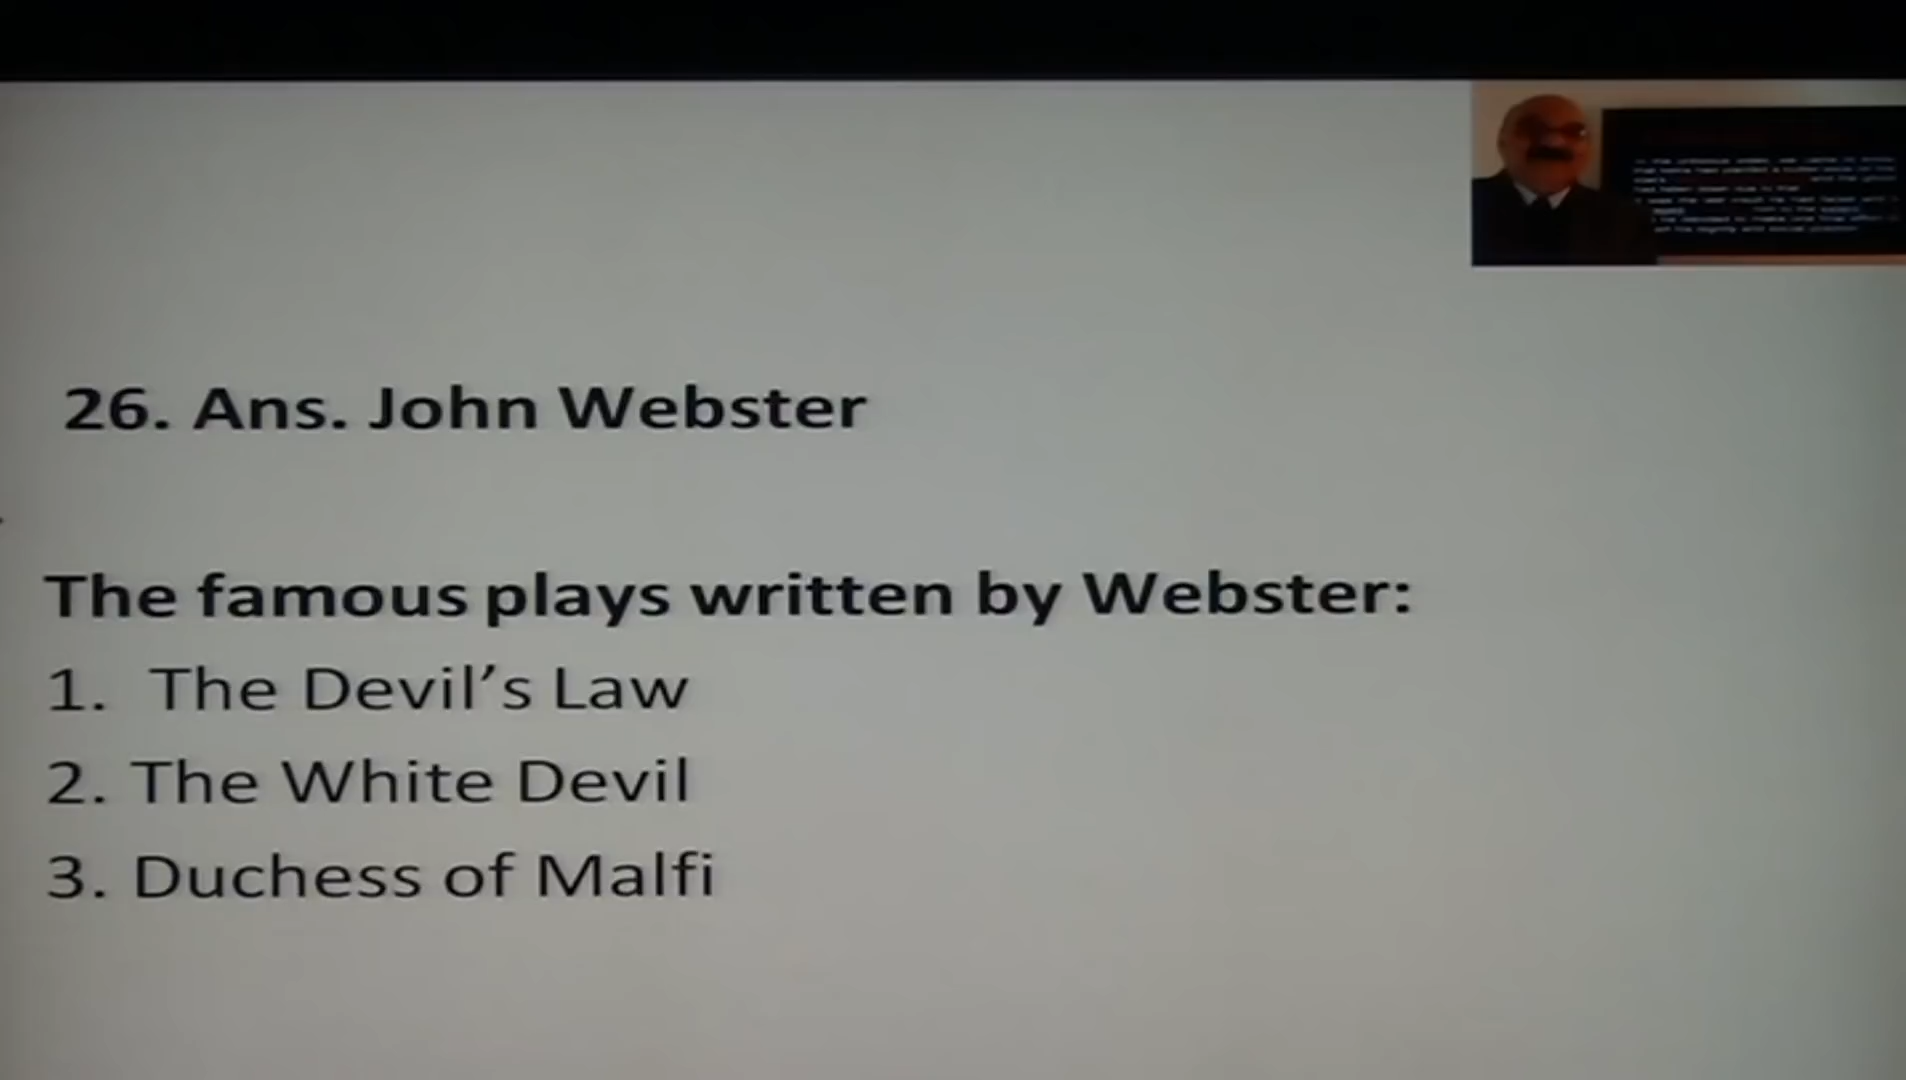 26. Ans. John Webster
The famous plays written by Webster:
1. The Devil’s Law
2. The White Devil
3. Duchess of Malfi